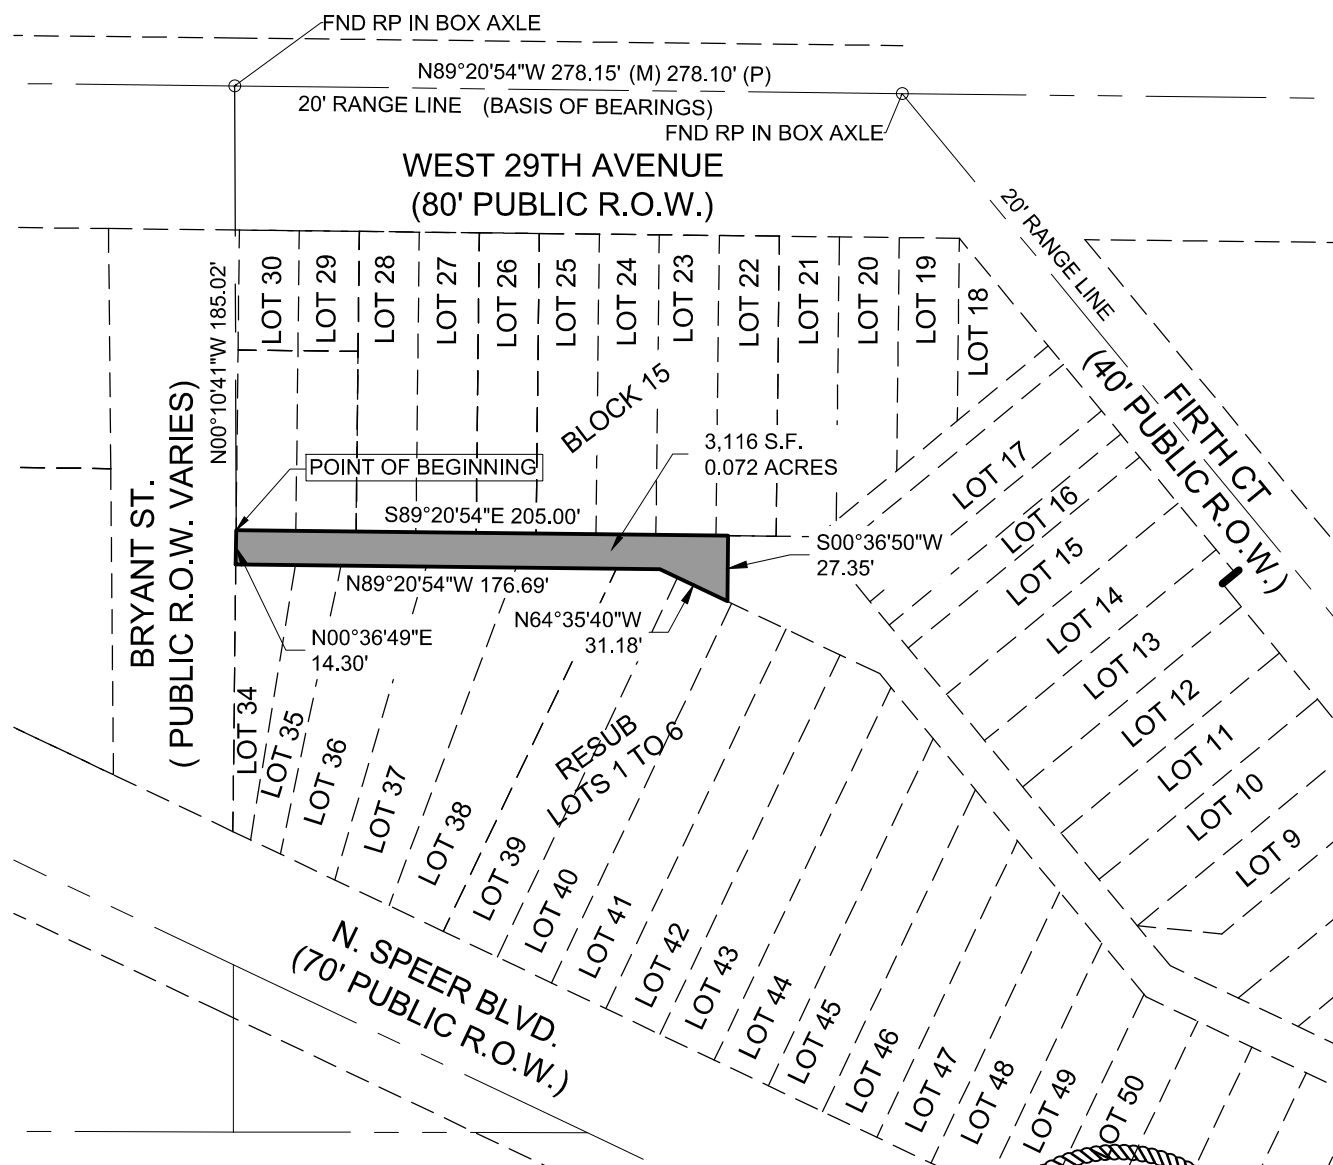 FND RP IN BOX AXLE
N89°20'54"W 278.15' (M) 278.10' (P)
20' RANGE LINE (BASIS OF BEARINGS)
FND RP IN BOX AXLE
WEST 29TH AVENUE
(80' PUBLIC R.O.W.)
20' RANGE LINE
FIRTH CT
(40' PUBLIC R.O.W.)
N00°10'41"W 185.02'
LOT 30
LOT 29
LOT 28
LOT 27
LOT 26
LOT 25
LOT 24
LOT 23
LOT 22
LOT 21
LOT 20
LOT 19
LOT 18
BLOCK 15
3,116 S.F.
0.072 ACRES
POINT OF BEGINNING
S89°20'54"E 205.00'
S00°36'50"W
27.35'
N89°20'54"W 176.69'
N64°35'40"W
31.18'
N00°36'49"E
14.30'
BRYANT ST.
( PUBLIC R.O.W. VARIES)
LOT 17
LOT 16
LOT 15
LOT 14
LOT 13
LOT 12
LOT 11
LOT 10
LOT 9
RESUB
LOTS 1 TO 6
LOT 34
LOT 35
LOT 36
LOT 37
LOT 38
LOT 39
LOT 40
LOT 41
LOT 42
LOT 43
LOT 44
LOT 45
LOT 46
LOT 47
LOT 48
LOT 49
LOT 50
N. SPEER BLVD.
(70' PUBLIC R.O.W.)